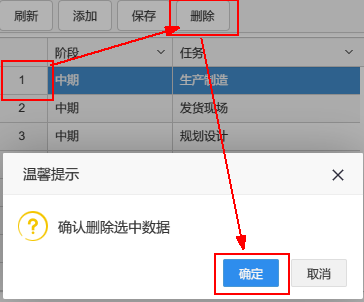 刷新 添加 保存 删除
阶段 任务
1 中期 生产制造
2 中期 发货现场
3 中期 规划设计
温馨提示
确认删除选中数据
确定 取消